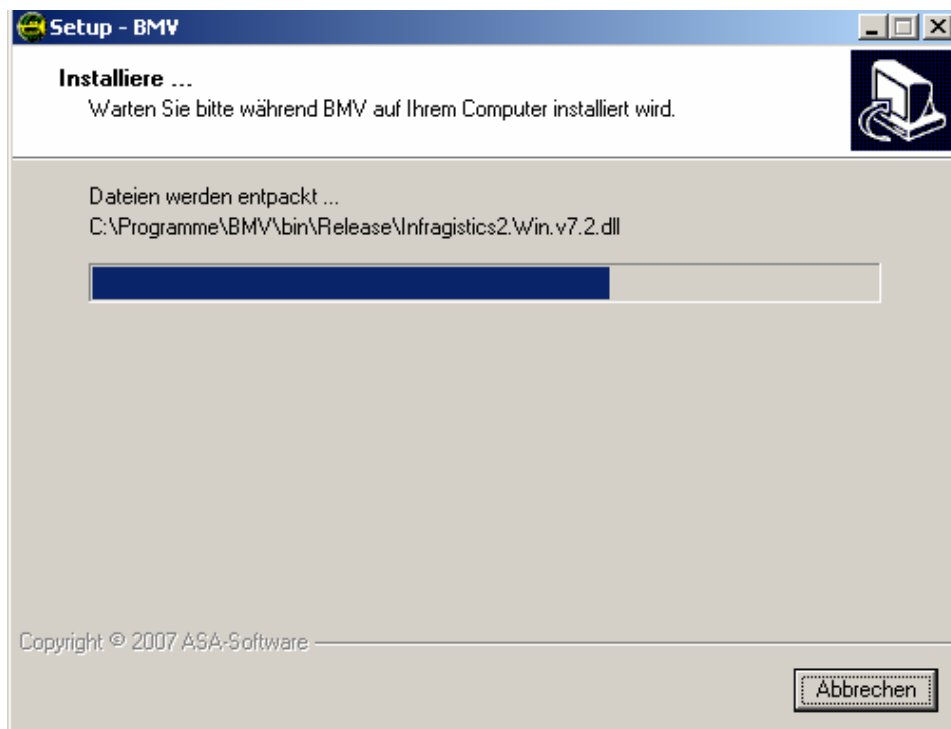 Setup - BMV
Installiere ...
Warten Sie bitte während BMV auf Ihrem Computer installiert wird.
Dateien werden entpackt ...
C:\Programme\BMV\bin\Release\Infragistics2.Win.v7.2.dll
Copyright © 2007 ASA-Software
Abbrechen